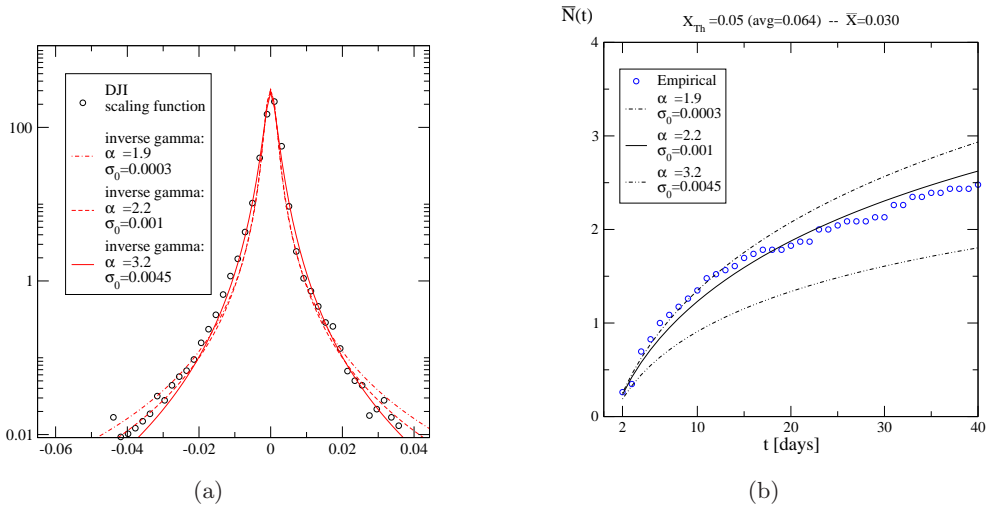 100
1
0.01
-0.06
-0.04
-0.02
0
0.02
0.04
DJI
scaling function
inverse gamma:
α =1.9
σ0=0.0003
inverse gamma:
α =2.2
σ0=0.001
inverse gamma:
α =3.2
σ0=0.0045
(a)
N̅(t)
XTh =0.05 (avg=0.064) -- X̅=0.030
4
3
2
1
0
2
10
20
30
40
t [days]
Empirical
α =1.9
σ0=0.0003
α =2.2
σ0=0.001
α =3.2
σ0=0.0045
(b)